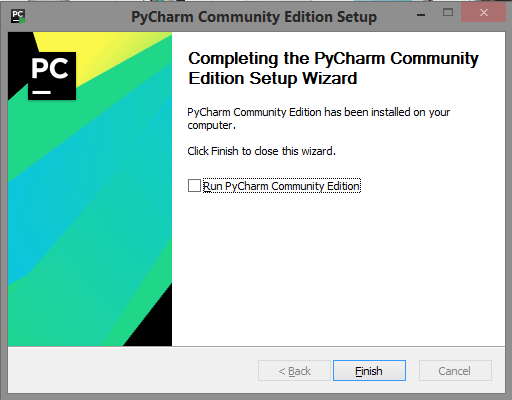 PyCharm Community Edition Setup
PC
Completing the PyCharm Community
Edition Setup Wizard
PyCharm Community Edition has been installed on your
computer.
Click Finish to close this wizard.
Run PyCharm Community Edition
< Back
Finish
Cancel